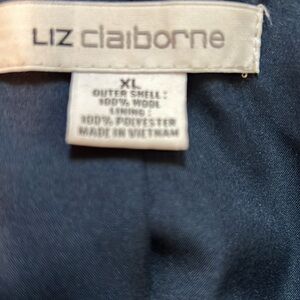 LIZ claiborne
XL
OUTER SHELL:
100% WOOL
LINING:
100% POLYESTER
MADE IN VIETNAM